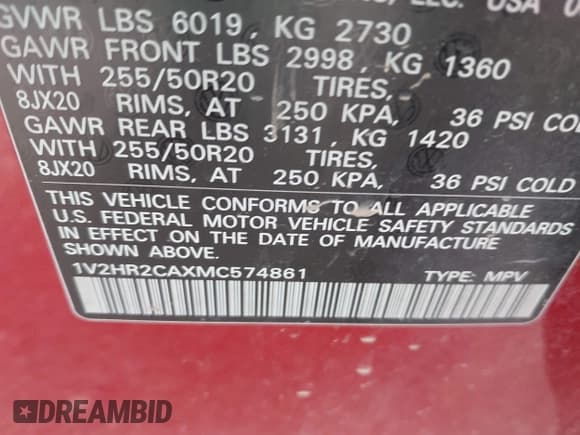 LLC. USA
GVWR LBS 6019, KG 2730
GAWR FRONT LBS 2998, KG 1360
WITH 255/50R20 TIRES,
8JX20 RIMS, AT 250 KPA, 36 PSI COL
GAWR REAR LBS 3131, KG 1420
WITH 255/50R20 TIRES,
8JX20 RIMS, AT 250 KPA, 36 PSI COLD
THIS VEHICLE CONFORMS TO ALL APPLICABLE
U.S. FEDERAL MOTOR VEHICLE SAFETY STANDARDS
IN EFFECT ON THE DATE OF MANUFACTURE
SHOWN ABOVE.
1V2HR2CAXMC574861 TYPE: MPV
DREAMBID